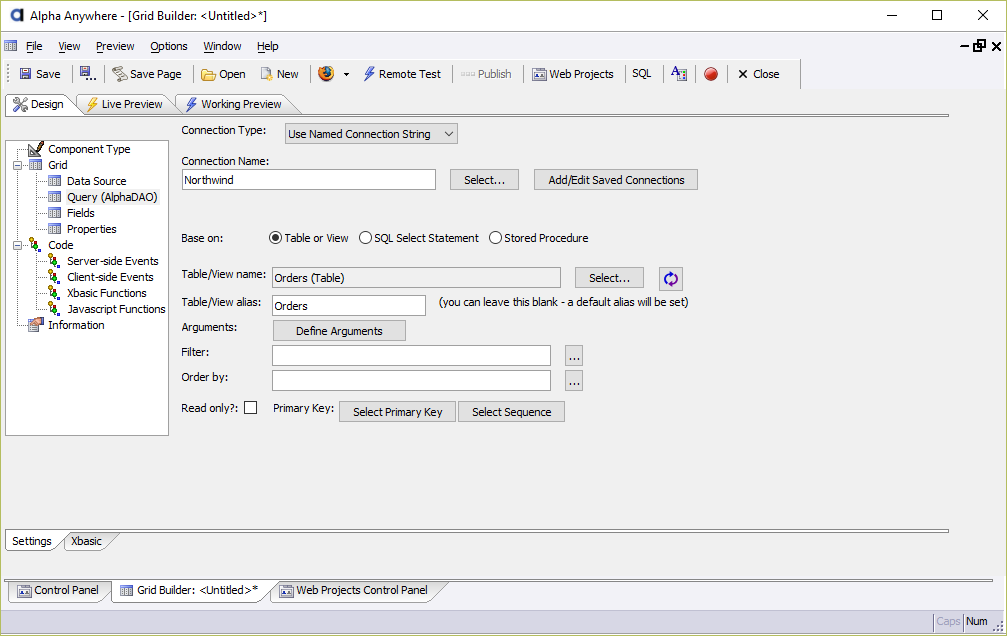 Alpha Anywhere - [Grid Builder: <Untitled>*]
File View Preview Options Window Help
Save Save Page Open New Remote Test Publish Web Projects SQL Close
Design Live Preview Working Preview
Component Type
Grid
Data Source
Query (AlphaDAO)
Fields
Properties
Code
Server-side Events
Client-side Events
Xbasic Functions
Javascript Functions
Information
Connection Type: Use Named Connection String
Connection Name:
Northwind Select... Add/Edit Saved Connections
Base on: Table or View SQL Select Statement Stored Procedure
Table/View name: Orders (Table) Select...
Table/View alias: Orders (you can leave this blank - a default alias will be set)
Arguments: Define Arguments
Filter: ...
Order by: ...
Read only?: Primary Key: Select Primary Key Select Sequence
Settings Xbasic
Control Panel Grid Builder: <Untitled>* Web Projects Control Panel
Caps Num